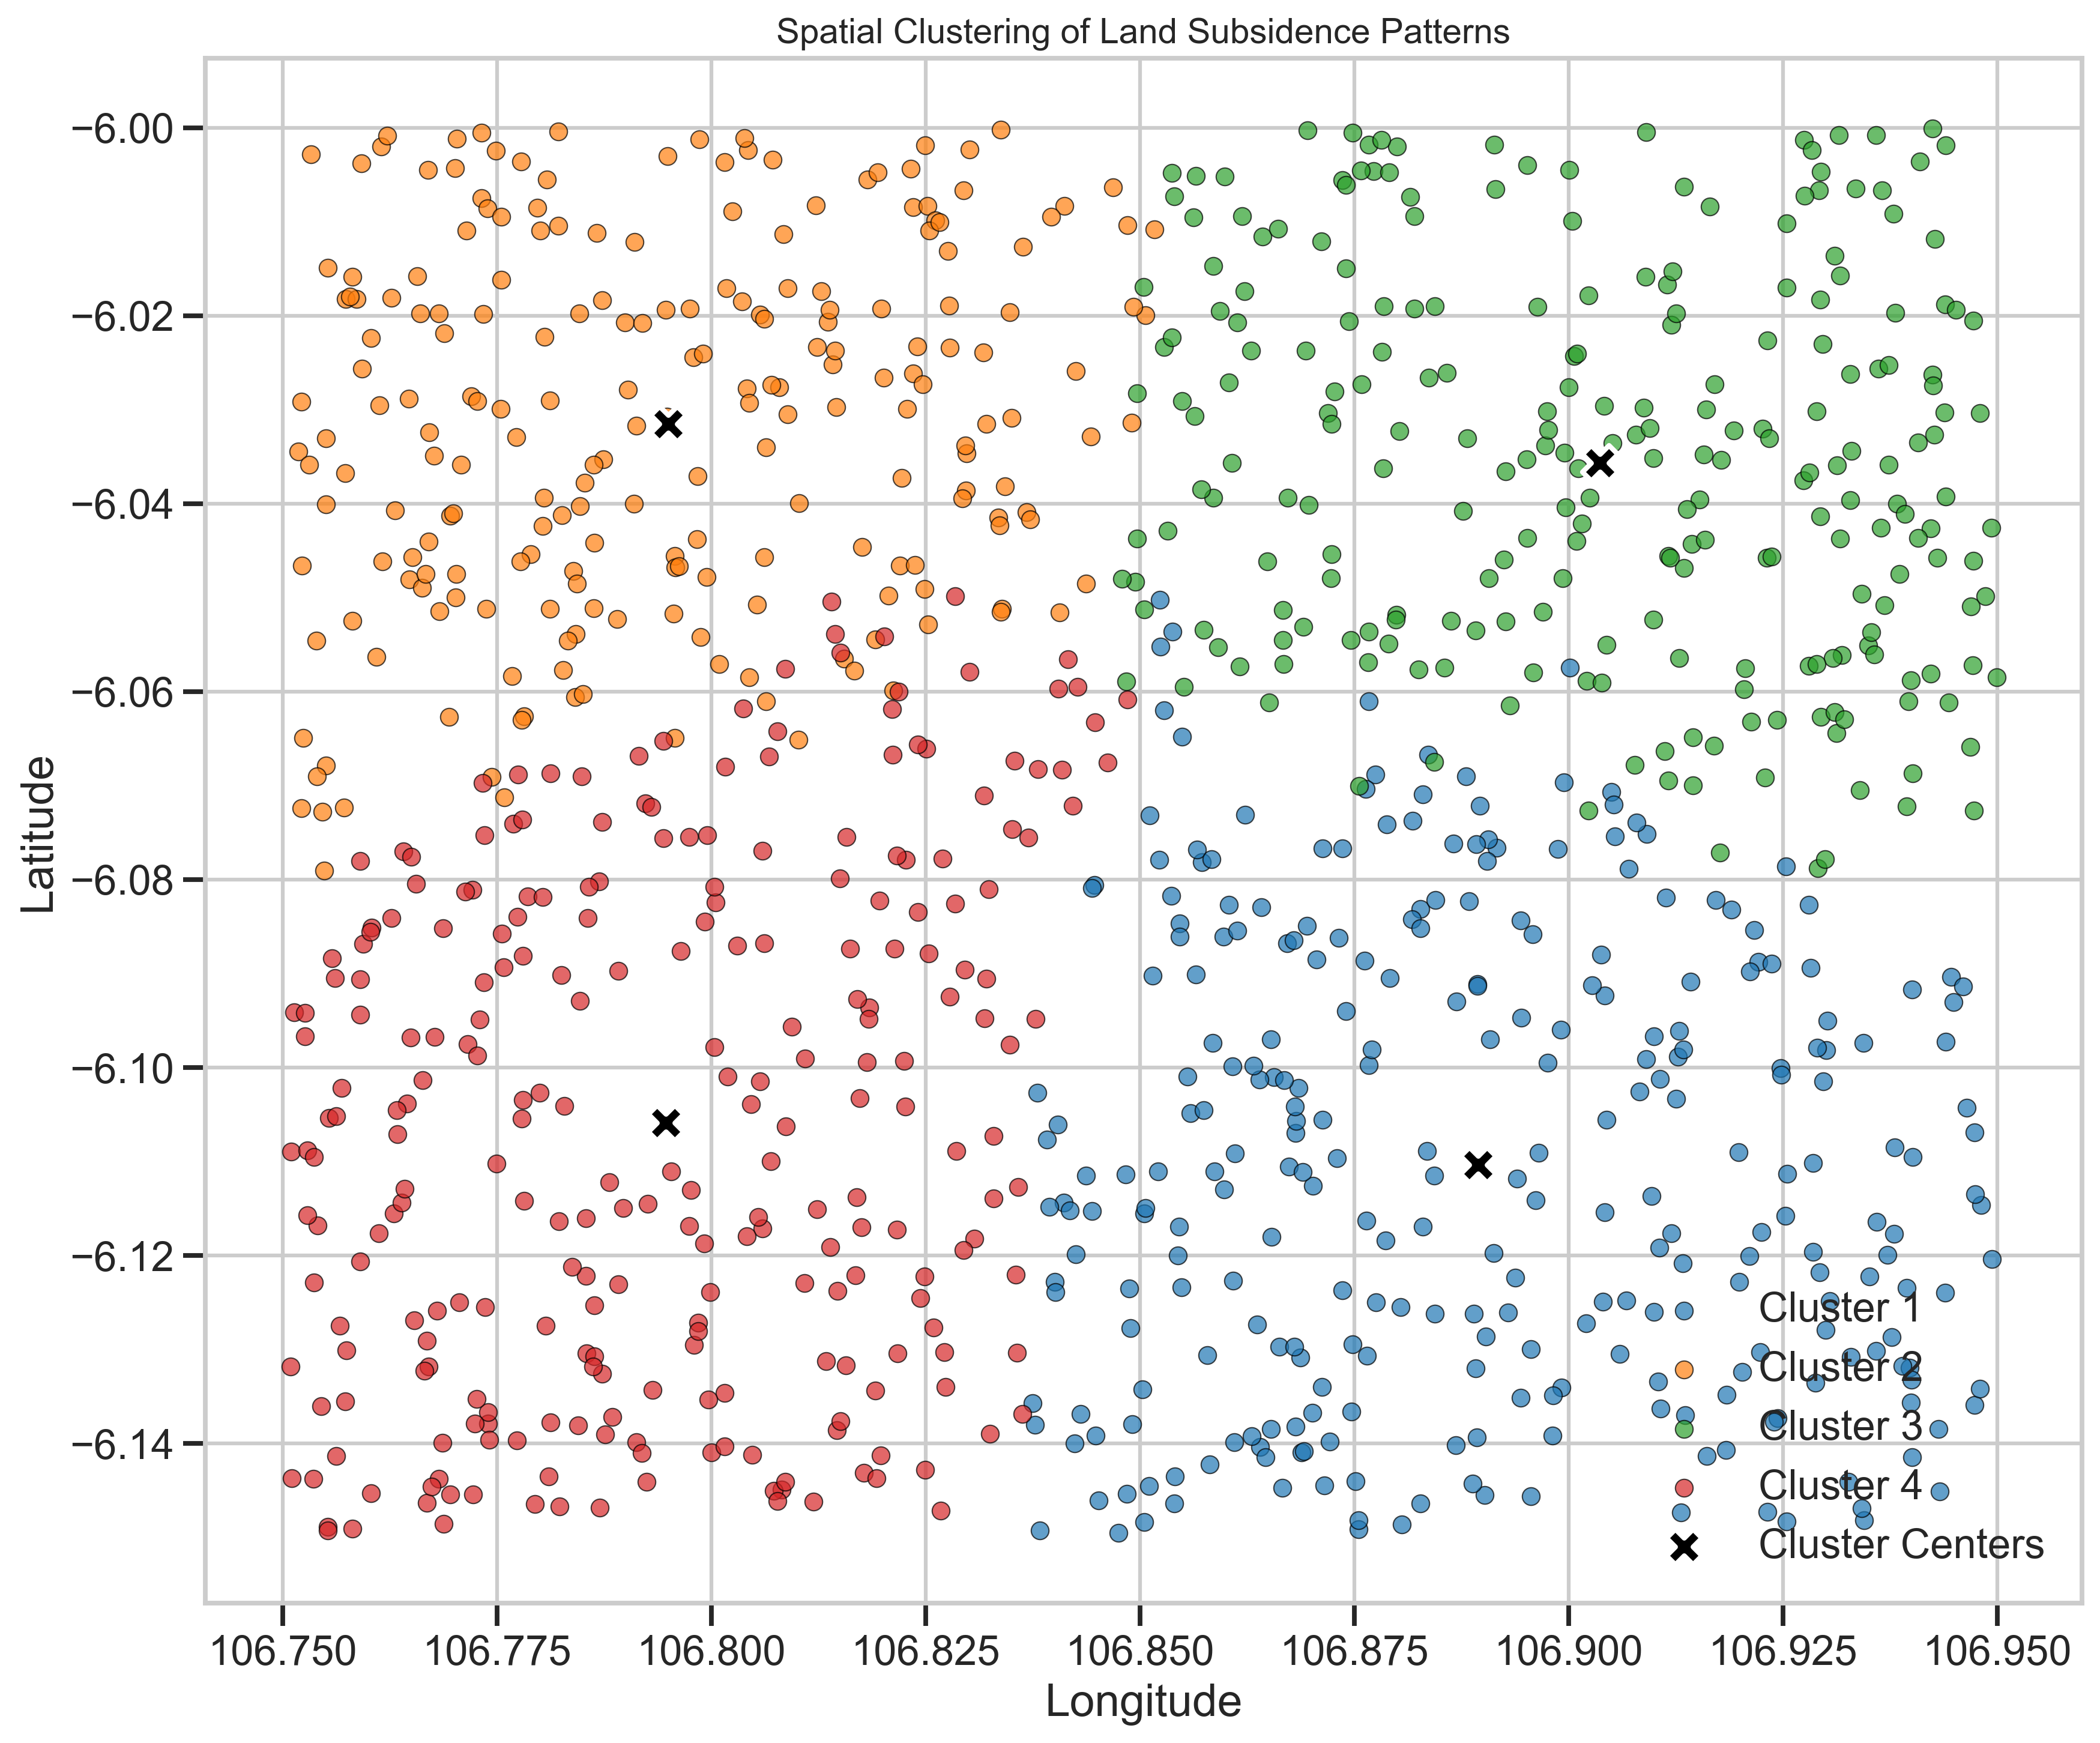 Spatial Clustering of Land Subsidence Patterns
−6.00
−6.02
−6.04
−6.06
−6.08
−6.10
−6.12
−6.14
Latitude
Cluster 1
Cluster 2
Cluster 3
Cluster 4
Cluster Centers
106.750 106.775 106.800 106.825 106.850 106.875 106.900 106.925 106.950
Longitude